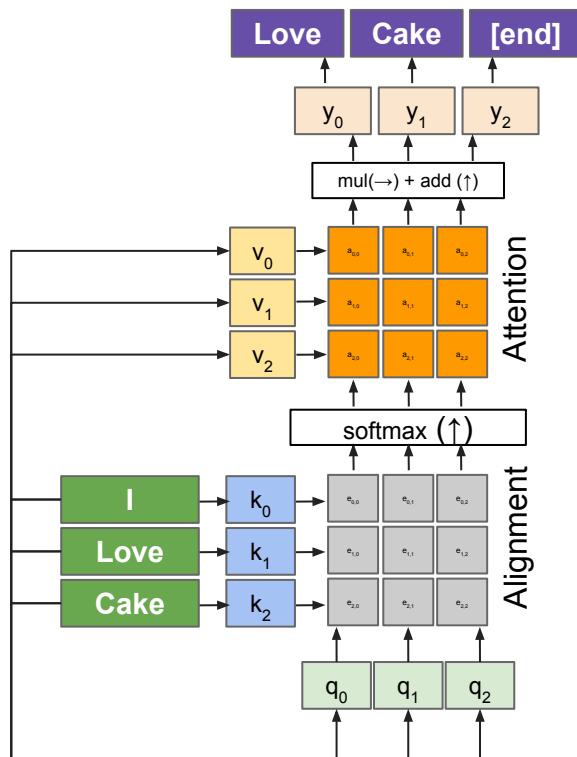 Love Cake [end]
y0 y1 y2
mul(→) + add (↑)
v0 a0,0 a0,1 a0,2
v1 a1,0 a1,1 a1,2
v2 a2,0 a2,1 a2,2
Attention
softmax (↑)
I k0 e0,0 e0,1 e0,2
Love k1 e1,0 e1,1 e1,2
Cake k2 e2,0 e2,1 e2,2
Alignment
q0 q1 q2